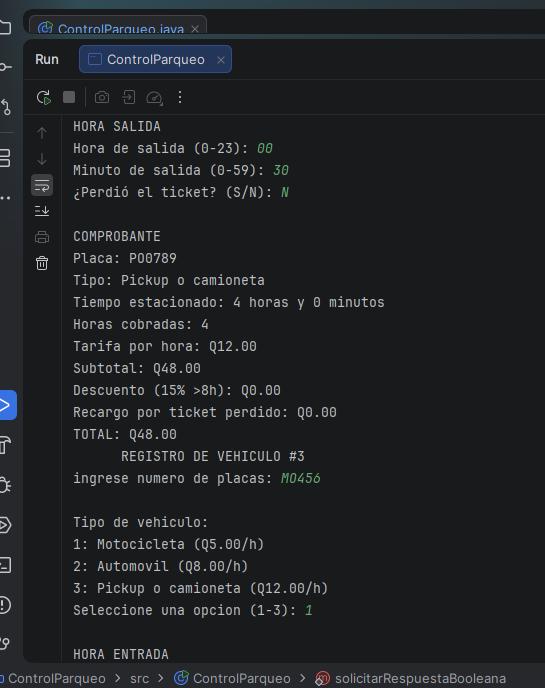 ControlParqueo.java
Run
ControlParqueo
HORA SALIDA
Hora de salida (0-23): 00
Minuto de salida (0-59): 30
¿Perdió el ticket? (S/N): N
COMPROBANTE
Placa: PO0789
Tipo: Pickup o camioneta
Tiempo estacionado: 4 horas y 0 minutos
Horas cobradas: 4
Tarifa por hora: Q12.00
Subtotal: Q48.00
Descuento (15% >8h): Q0.00
Recargo por ticket perdido: Q0.00
TOTAL: Q48.00
REGISTRO DE VEHICULO #3
ingrese numero de placas: MO456
Tipo de vehiculo:
1: Motocicleta (Q5.00/h)
2: Automovil (Q8.00/h)
3: Pickup o camioneta (Q12.00/h)
Seleccione una opcion (1-3): 1
HORA ENTRADA
ControlParqueo > src > ControlParqueo > solicitarRespuestaBooleana